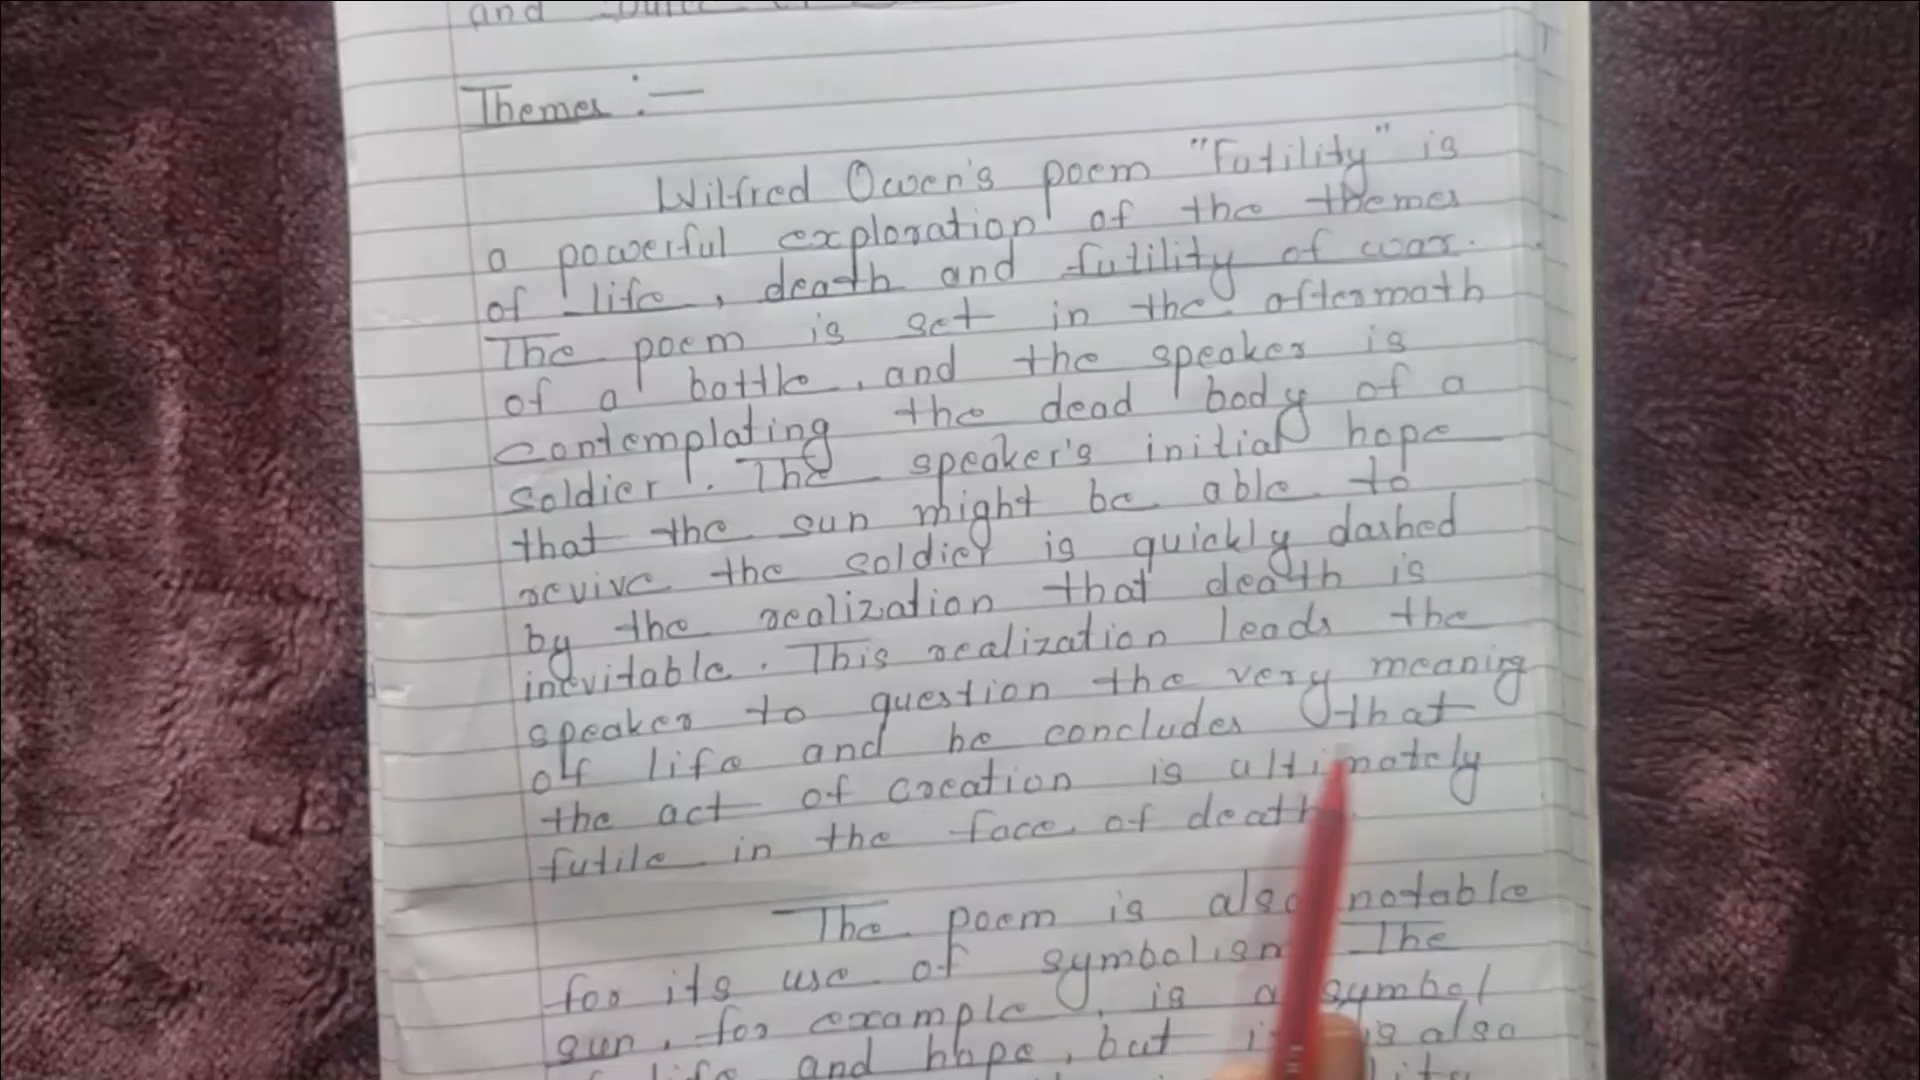 and
Themes :-
Wilfred Owen's poem "Futility" is
a powerful exploration of the themes
of life, death and futility of war.
The poem is set in the aftermath
of a battle, and the speaker is
contemplating the dead body of a
soldier. The speaker's initial hope
that the sun might be able to
revive the soldier is quickly dashed
by the realization that death is
inevitable. This realization leads the
speaker to question the very meaning
of life and he concludes that
the act of creation is ultimately
futile in the face of death
The poem is also notable
for its use of symbolism The
sun, for example, is a symbol
life and hope, but it is also